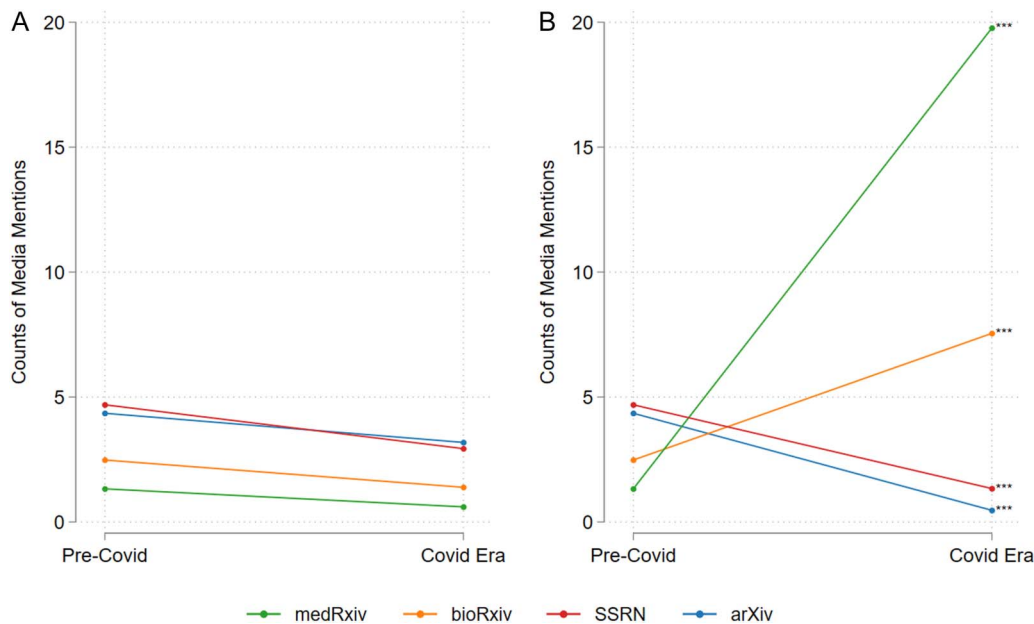 A
Counts of Media Mentions
20
15
10
5
0
Pre-Covid Covid Era
B
Counts of Media Mentions
20
15
10
5
0
***
***
***
***
Pre-Covid Covid Era
medRxiv bioRxiv SSRN arXiv